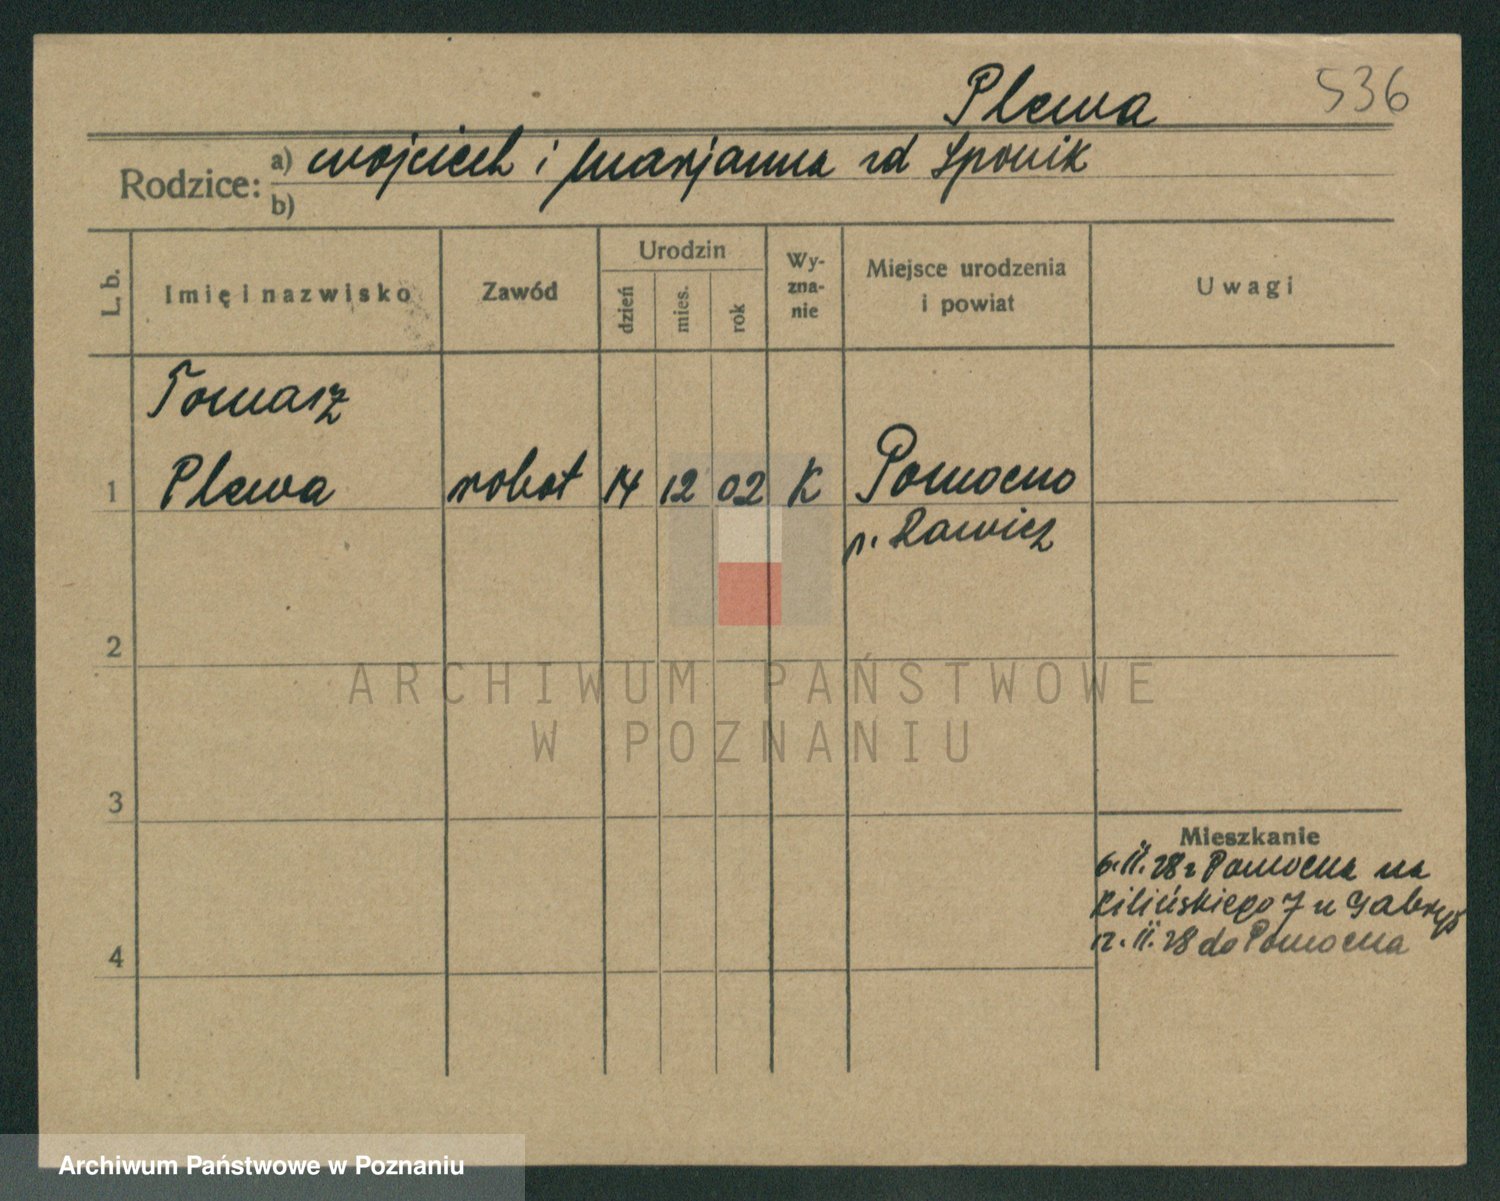 Plewa 536
Rodzice: a) Wojciech i Marjanna zd Sponik
b)
L. b. Imię i nazwisko Zawód Urodzin dzień mies. rok Wy-zna-nie Miejsce urodzenia i powiat Uwagi
Tomasz
1 Plewa robot 14 12 02 K Pomocno
p. Rawicz
2
ARCHIWUM PAŃSTWOWE
W POZNANIU
3
Mieszkanie
6.II.28 z Pomocna na
Kilińskiego 7 u Gabryś
4 12.II.28 do Pomocna
Archiwum Państwowe w Poznaniu